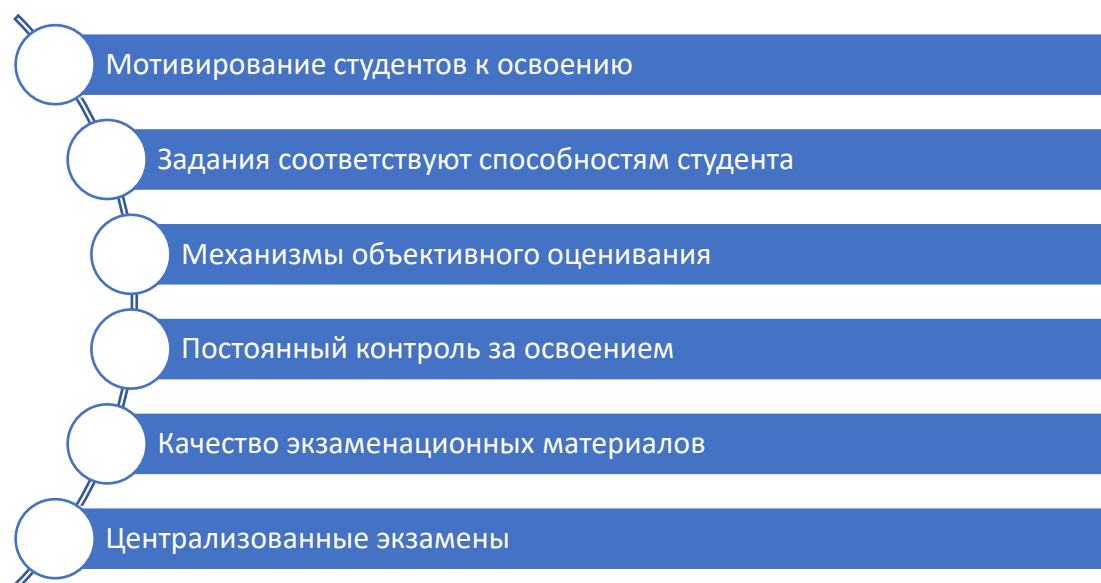 Мотивирование студентов к освоению
Задания соответствуют способностям студента
Механизмы объективного оценивания
Постоянный контроль за освоением
Качество экзаменационных материалов
Централизованные экзамены